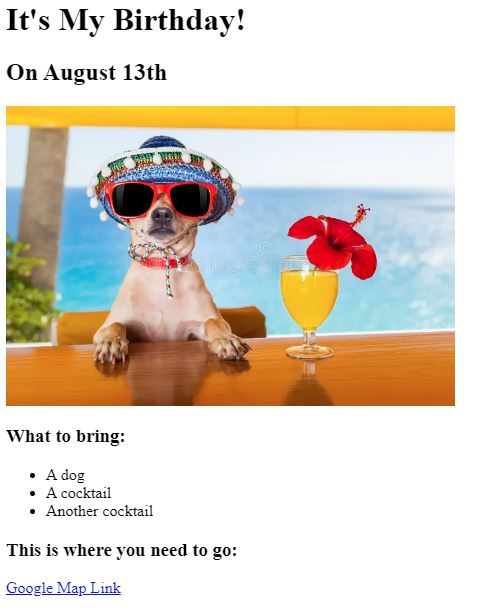 It's My Birthday!
On August 13th
What to bring:
A dog
A cocktail
Another cocktail
This is where you need to go:
Google Map Link